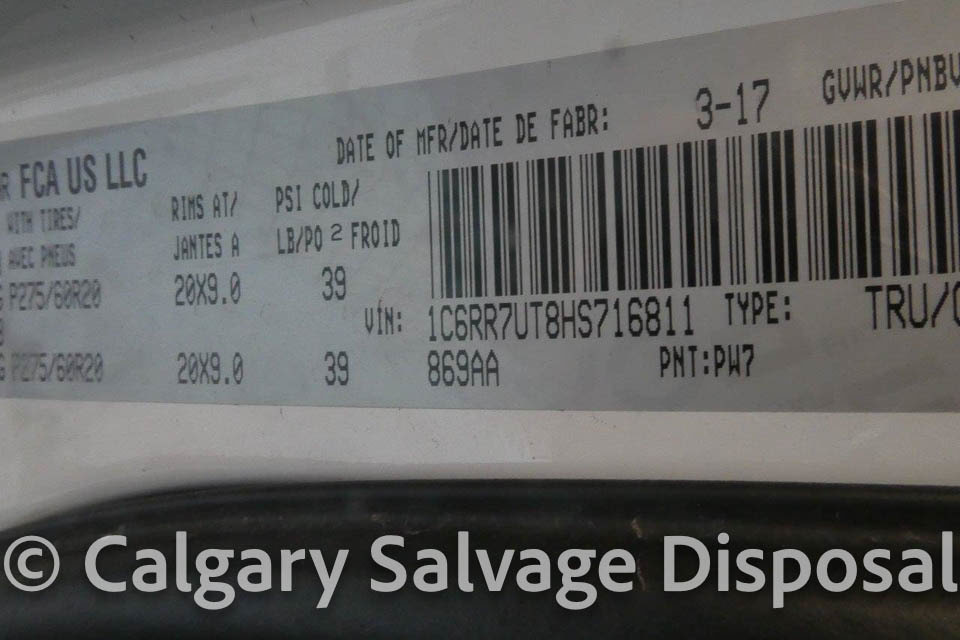 DATE OF MFR/DATE DE FABR: 3-17 GVWR/PNBV
FCA US LLC
WITH TIRES/ RIMS AT/ PSI COLD/
AVEC PNEUS JANTES A LB/PO 2 FROID
P275/60R20 20X9.0 39
VIN: 1C6RR7UT8HS716811 TYPE: TRU/C
P275/60R20 20X9.0 39 869AA PNT:PW7
© Calgary Salvage Disposal